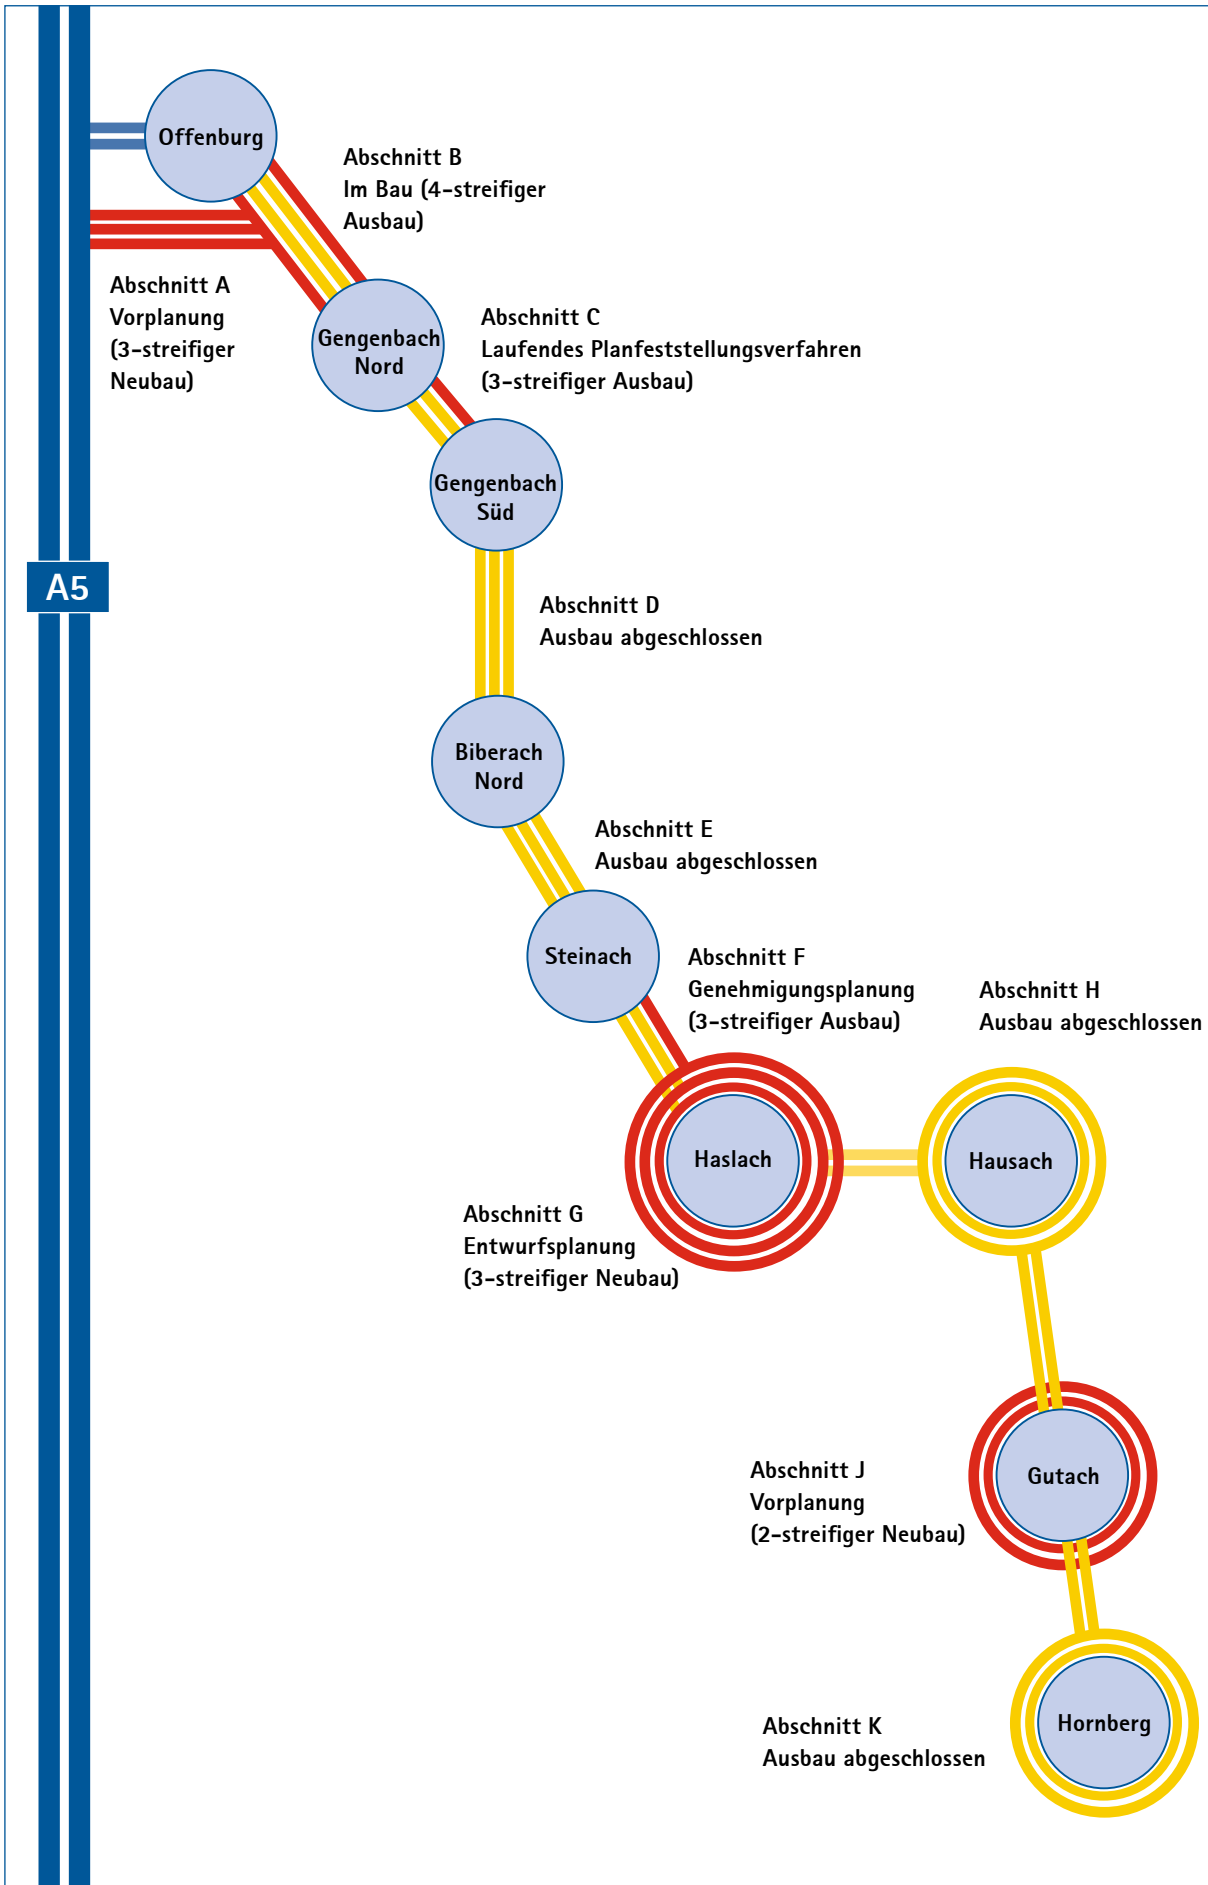 Offenburg
Abschnitt B
Im Bau (4-streifiger
Ausbau)
Abschnitt A
Vorplanung
(3-streifiger
Neubau)
Gengenbach
Nord
Abschnitt C
Laufendes Planfeststellungsverfahren
(3-streifiger Ausbau)
Gengenbach
Süd
A5
Abschnitt D
Ausbau abgeschlossen
Biberach
Nord
Abschnitt E
Ausbau abgeschlossen
Steinach
Abschnitt F
Genehmigungsplanung
(3-streifiger Ausbau)
Abschnitt H
Ausbau abgeschlossen
Haslach
Hausach
Abschnitt G
Entwurfsplanung
(3-streifiger Neubau)
Abschnitt J
Vorplanung
(2-streifiger Neubau)
Gutach
Abschnitt K
Ausbau abgeschlossen
Hornberg